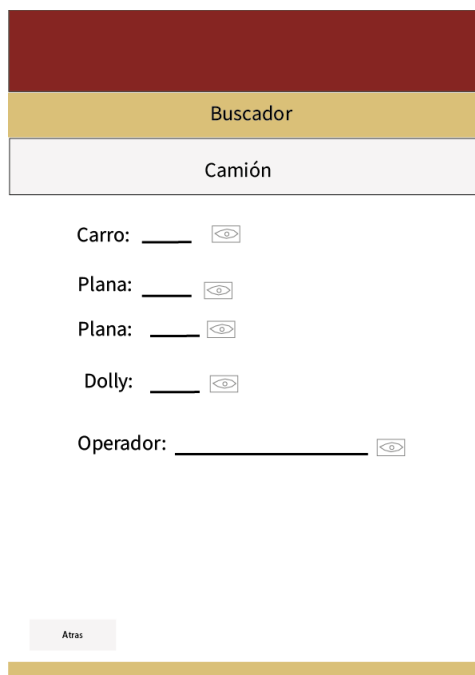 Buscador
Camión
Carro:
Plana:
Plana:
Dolly:
Operador:
Atras